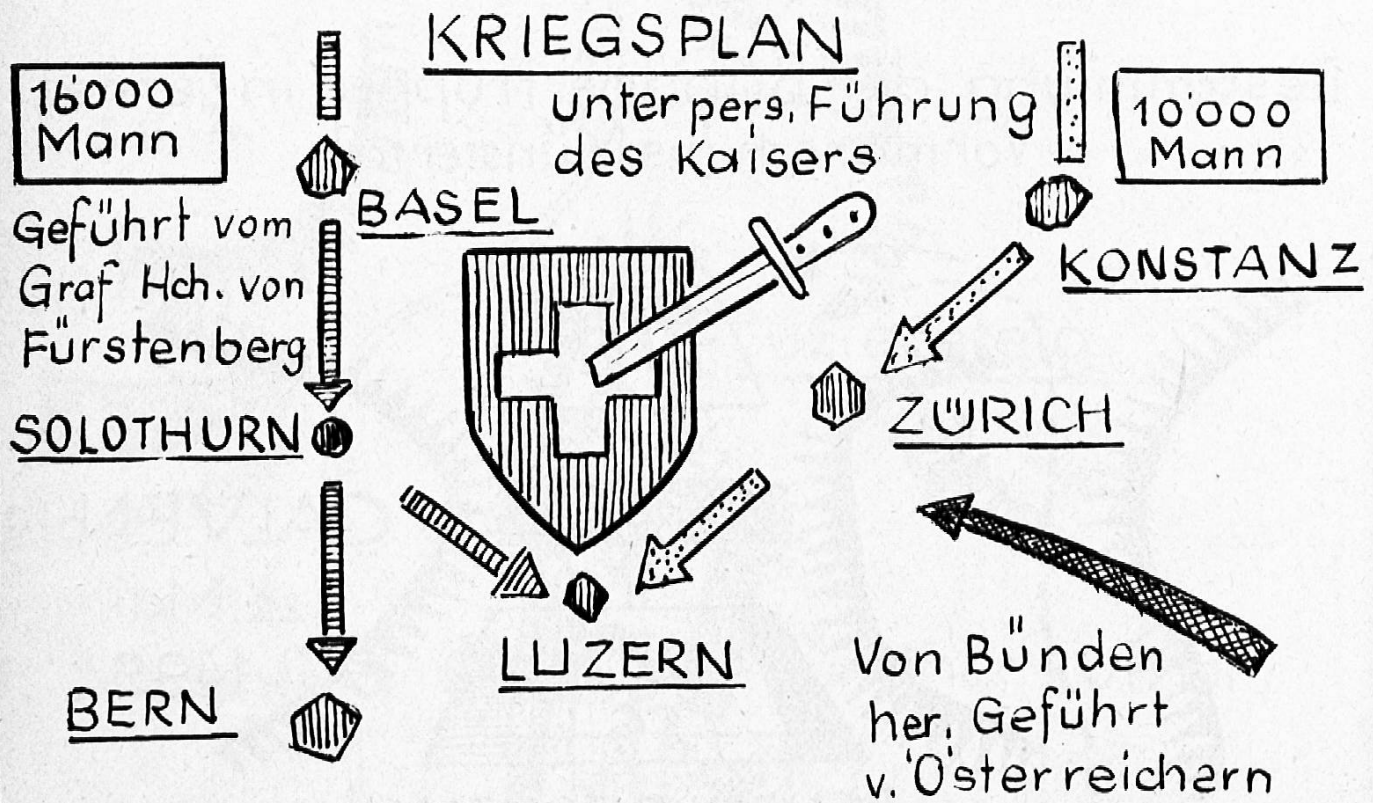 KRIEGSPLAN
unter pers. Führung
des Kaisers
16'000
Mann
Geführt vom
Graf Hch. von
Fürstenberg
BASEL
10'000
Mann
KONSTANZ
SOLOTHURN
ZÜRICH
LUZERN
BERN
Von Bünden
her, Geführt
v. Österreichern